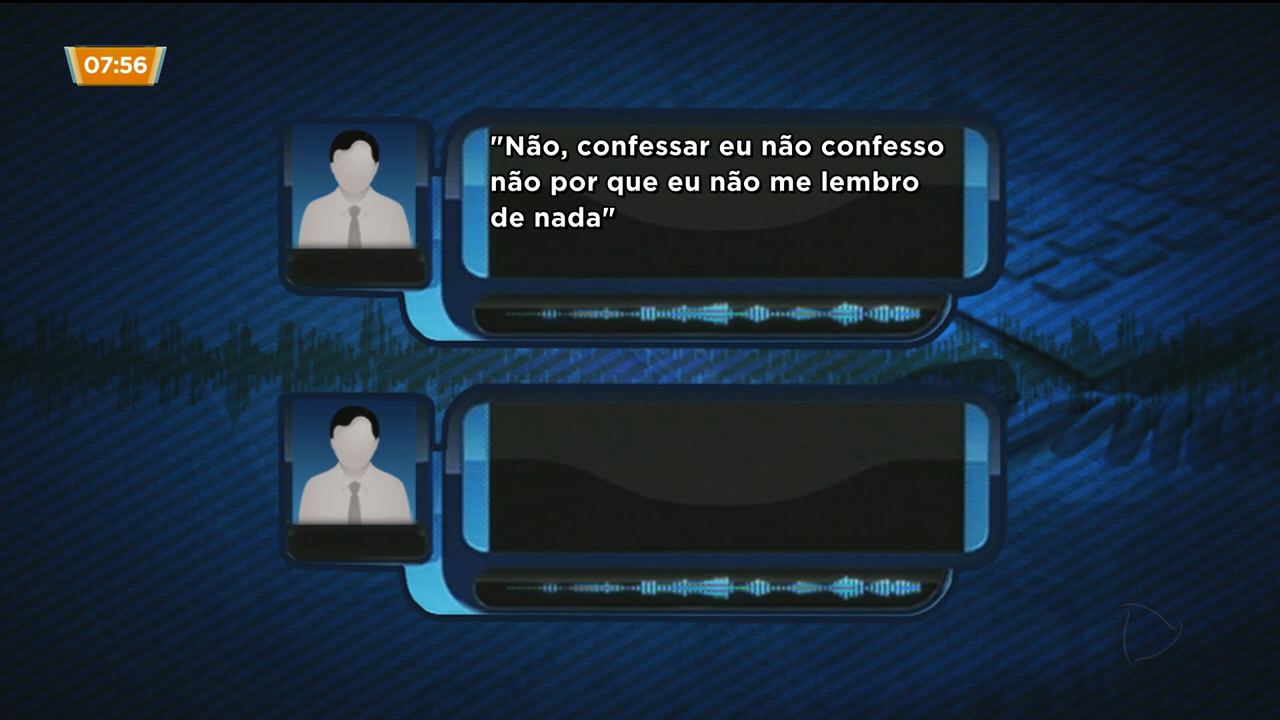 07:56
"Não, confessar eu não confesso
não por que eu não me lembro
de nada"